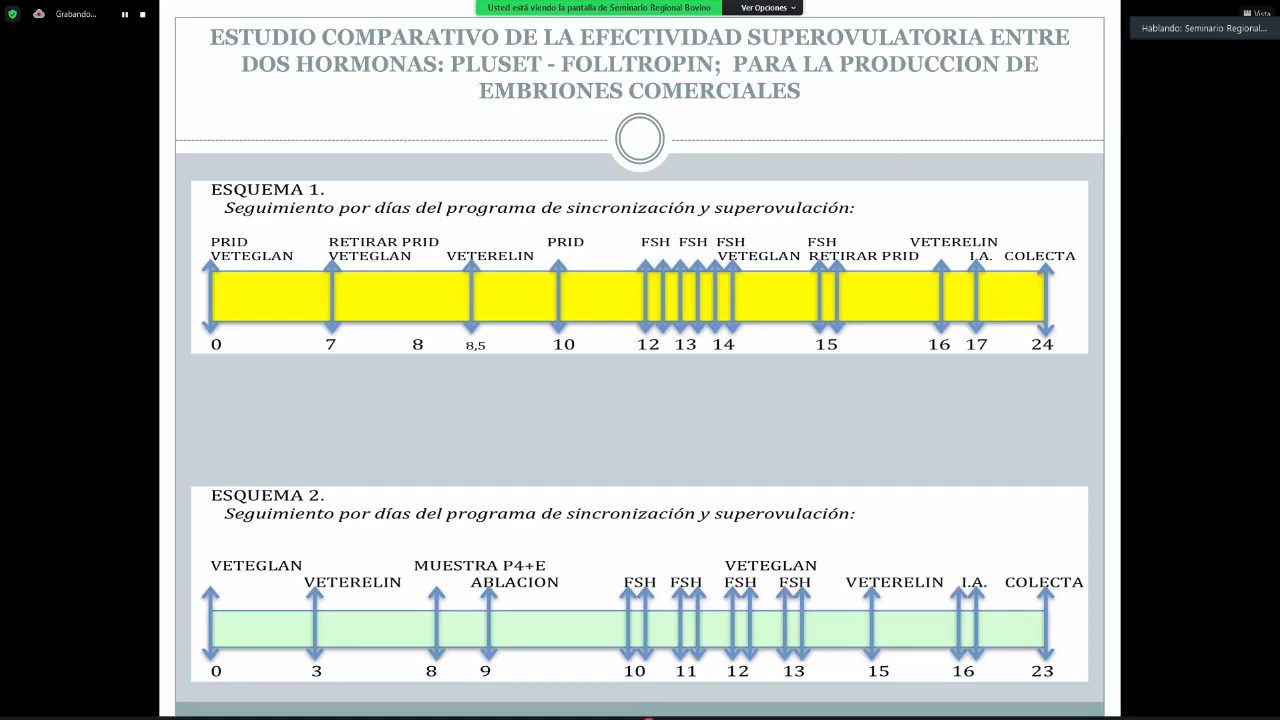 Grabando...
Usted está viendo la pantalla de Seminario Regional Bovino
Ver Opciones
Vista
Hablando: Seminario Regional...
ESTUDIO COMPARATIVO DE LA EFECTIVIDAD SUPEROVULATORIA ENTRE
DOS HORMONAS: PLUSET - FOLLTROPIN; PARA LA PRODUCCION DE
EMBRIONES COMERCIALES
ESQUEMA 1.
Seguimiento por días del programa de sincronización y superovulación:
PRID RETIRAR PRID PRID FSH FSH FSH FSH VETERELIN
VETEGLAN VETEGLAN VETERELIN VETEGLAN RETIRAR PRID I.A. COLECTA
0 7 8 8,5 10 12 13 14 15 16 17 24
ESQUEMA 2.
Seguimiento por días del programa de sincronización y superovulación:
VETEGLAN MUESTRA P4+E VETEGLAN
VETERELIN ABLACION FSH FSH FSH FSH VETERELIN I.A. COLECTA
0 3 8 9 10 11 12 13 15 16 23